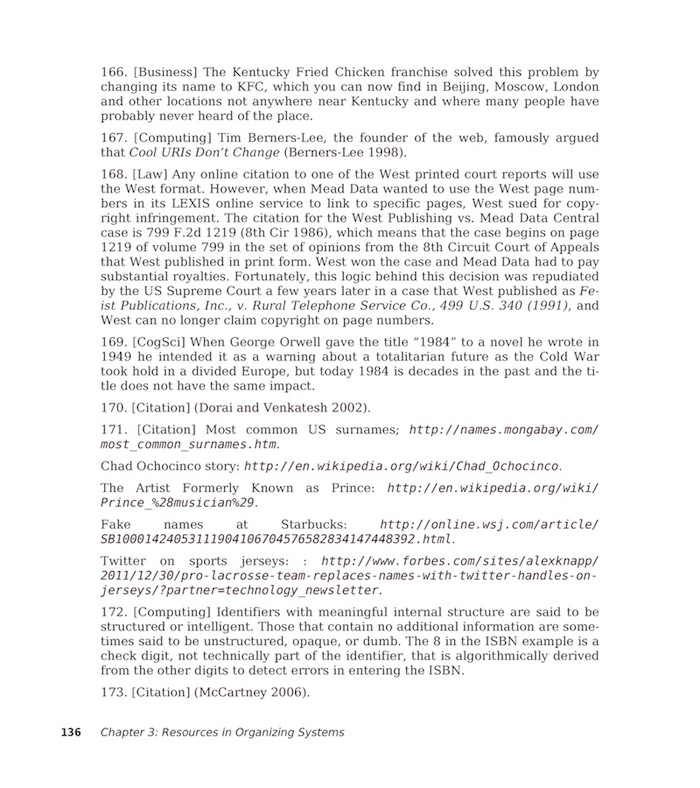 166. [Business] The Kentucky Fried Chicken franchise solved this problem by
changing its name to KFC, which you can now find in Beijing, Moscow, London
and other locations not anywhere near Kentucky and where many people have
probably never heard of the place.
167. [Computing] Tim Berners-Lee, the founder of the web, famously argued
that Cool URIs Don’t Change (Berners-Lee 1998).
168. [Law] Any online citation to one of the West printed court reports will use
the West format. However, when Mead Data wanted to use the West page num-
bers in its LEXIS online service to link to specific pages, West sued for copy-
right infringement. The citation for the West Publishing vs. Mead Data Central
case is 799 F.2d 1219 (8th Cir 1986), which means that the case begins on page
1219 of volume 799 in the set of opinions from the 8th Circuit Court of Appeals
that West published in print form. West won the case and Mead Data had to pay
substantial royalties. Fortunately, this logic behind this decision was repudiated
by the US Supreme Court a few years later in a case that West published as Fe-
ist Publications, Inc., v. Rural Telephone Service Co., 499 U.S. 340 (1991), and
West can no longer claim copyright on page numbers.
169. [CogSci] When George Orwell gave the title “1984” to a novel he wrote in
1949 he intended it as a warning about a totalitarian future as the Cold War
took hold in a divided Europe, but today 1984 is decades in the past and the ti-
tle does not have the same impact.
170. [Citation] (Dorai and Venkatesh 2002).
171. [Citation] Most common US surnames; http://names.mongabay.com/
most_common_surnames.htm.
Chad Ochocinco story: http://en.wikipedia.org/wiki/Chad_Ochocinco.
The Artist Formerly Known as Prince: http://en.wikipedia.org/wiki/
Prince_%28musician%29.
Fake names at Starbucks: http://online.wsj.com/article/
SB10001424053111904106704576582834147448392.html.
Twitter on sports jerseys: : http://www.forbes.com/sites/alexknapp/
2011/12/30/pro-lacrosse-team-replaces-names-with-twitter-handles-on-
jerseys/?partner=technology_newsletter.
172. [Computing] Identifiers with meaningful internal structure are said to be
structured or intelligent. Those that contain no additional information are some-
times said to be unstructured, opaque, or dumb. The 8 in the ISBN example is a
check digit, not technically part of the identifier, that is algorithmically derived
from the other digits to detect errors in entering the ISBN.
173. [Citation] (McCartney 2006).
136 Chapter 3: Resources in Organizing Systems